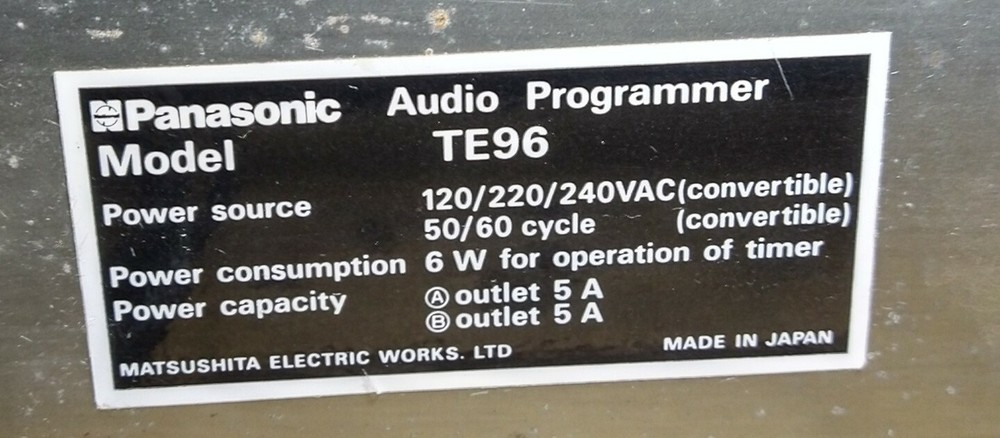 Panasonic Audio Programmer
Model TE96
Power source 120/220/240VAC(convertible)
50/60 cycle (convertible)
Power consumption 6 W for operation of timer
Power capacity Ⓐ outlet 5 A
Ⓑ outlet 5 A
MATSUSHITA ELECTRIC WORKS. LTD MADE IN JAPAN